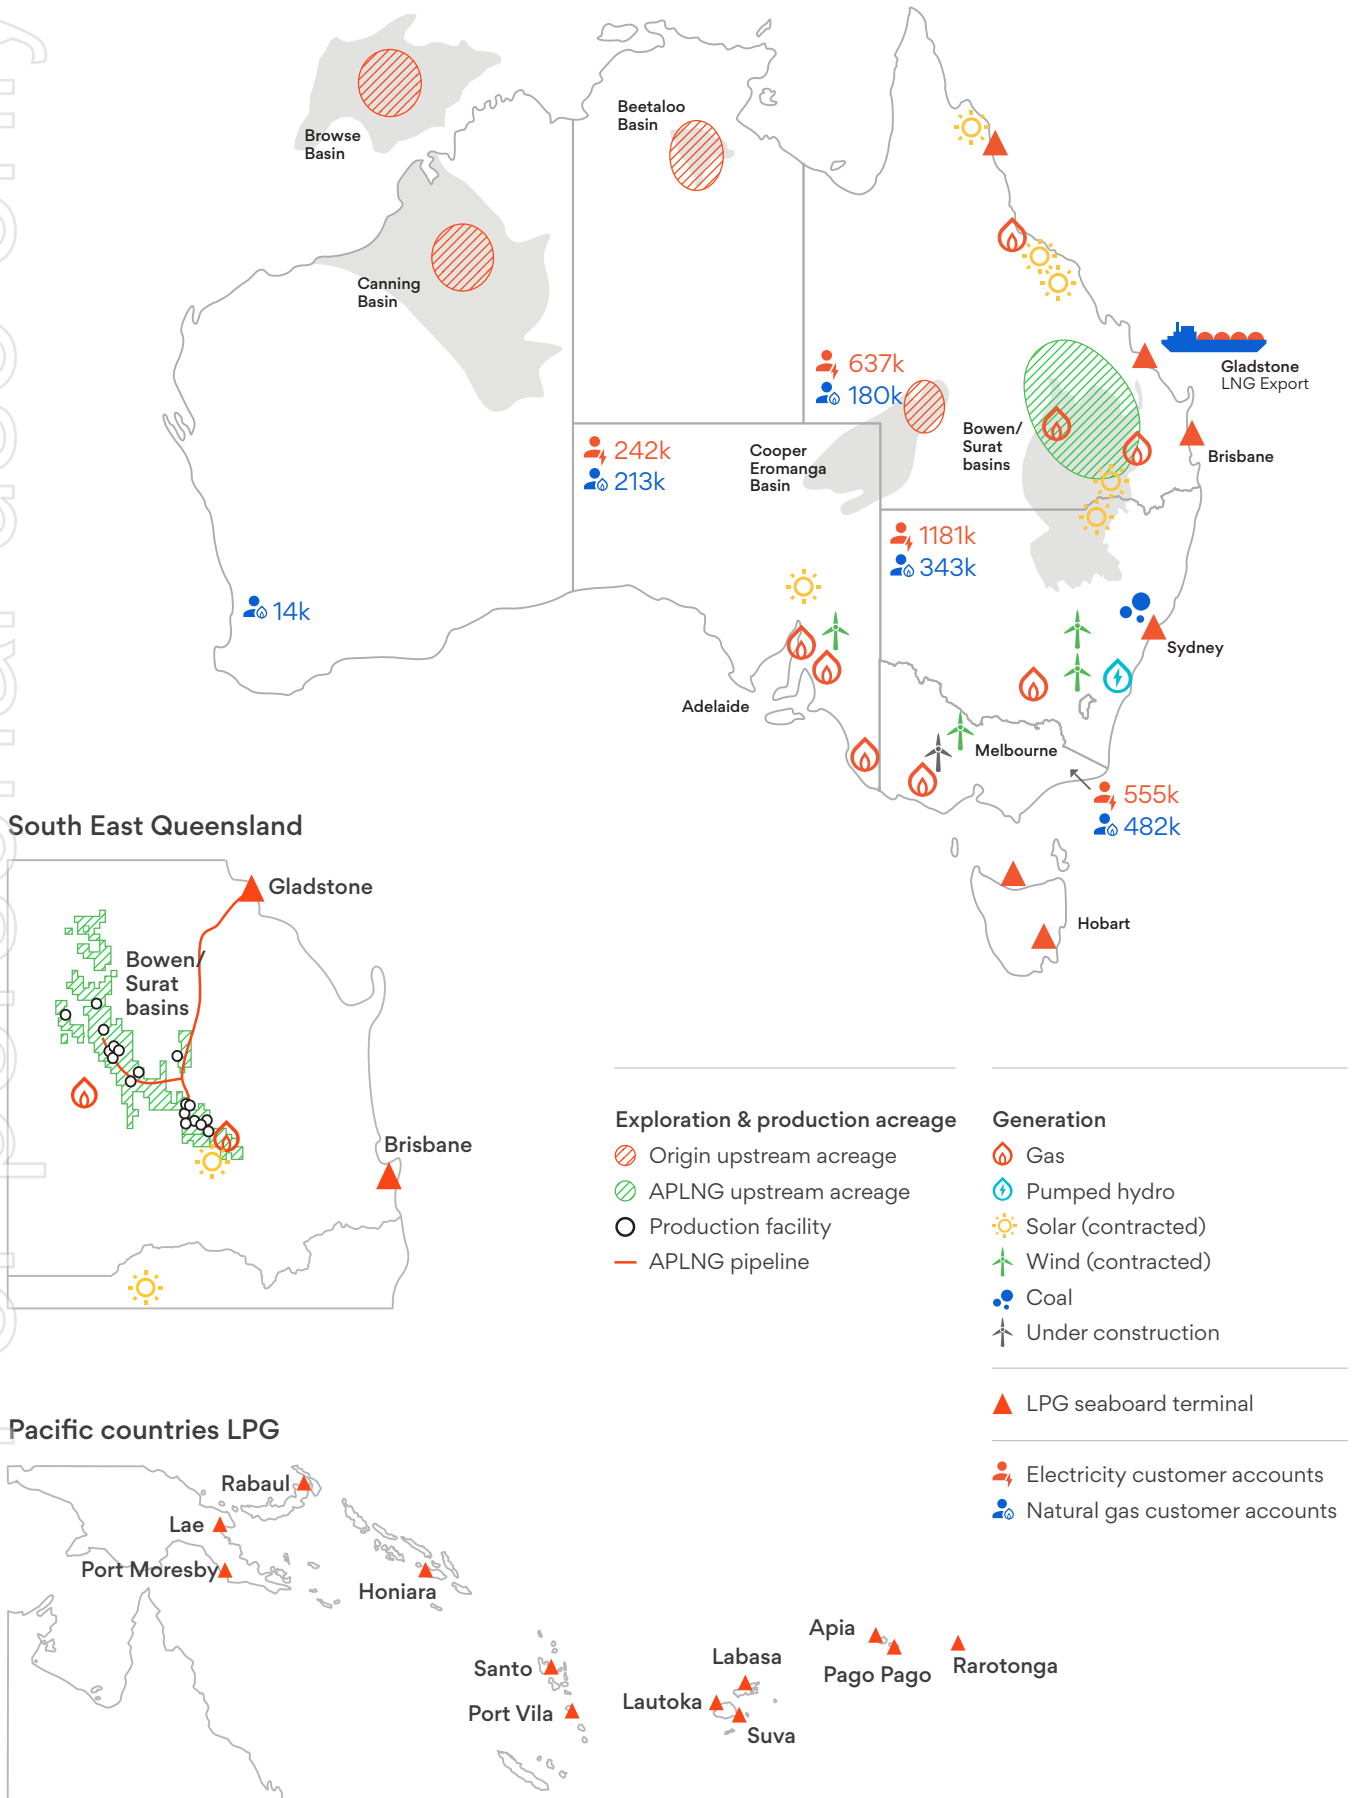 Browse
Basin
Beetaloo
Basin
Canning
Basin
637k
180k
Gladstone
LNG Export
242k
213k
Cooper
Eromanga
Basin
Bowen/
Surat
basins
Brisbane
1181k
343k
14k
Sydney
Adelaide
Melbourne
555k
482k
Hobart
South East Queensland
Gladstone
Bowen/
Surat
basins
Brisbane
Exploration & production acreage
Origin upstream acreage
APLNG upstream acreage
Production facility
APLNG pipeline
Generation
Gas
Pumped hydro
Solar (contracted)
Wind (contracted)
Coal
Under construction
LPG seaboard terminal
Electricity customer accounts
Natural gas customer accounts
Pacific countries LPG
Rabaul
Lae
Port Moresby
Honiara
Santo
Port Vila
Labasa
Lautoka
Suva
Apia
Pago Pago
Rarotonga